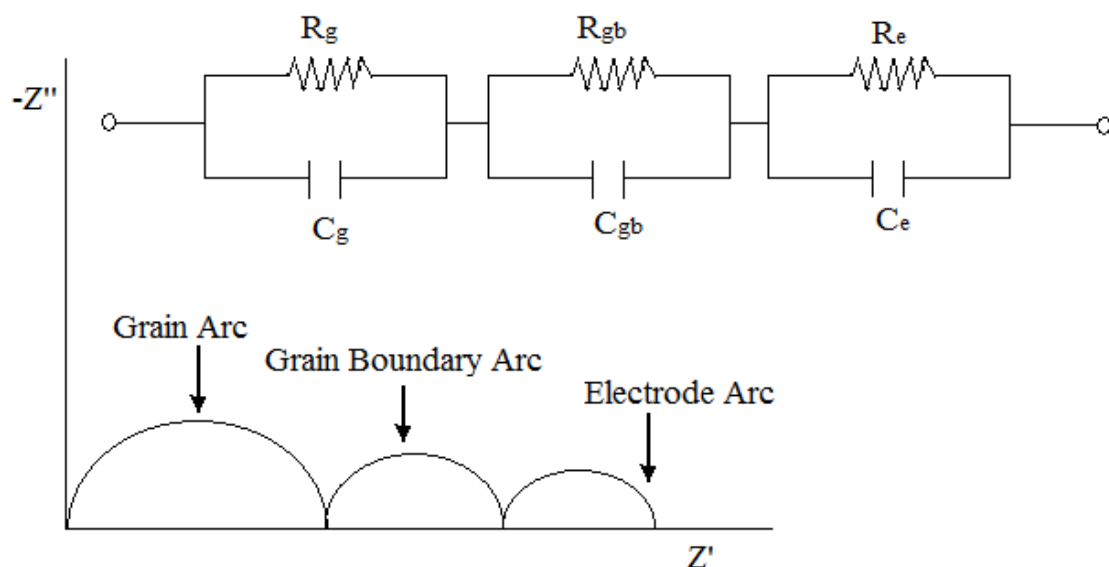 Rg
Rgb
Re
-Z"
Cg
Cgb
Ce
Grain Arc
Grain Boundary Arc
Electrode Arc
Z'